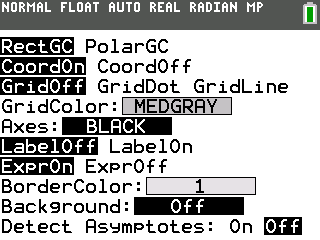 NORMAL FLOAT AUTO REAL RADIAN MP
RectGC PolarGC
CoordOn CoordOff
GridOff GridDot GridLine
GridColor: MEDGRAY
Axes: BLACK
LabelOff LabelOn
ExprOn ExprOff
BorderColor: 1
Background: Off
Detect Asymptotes: On Off